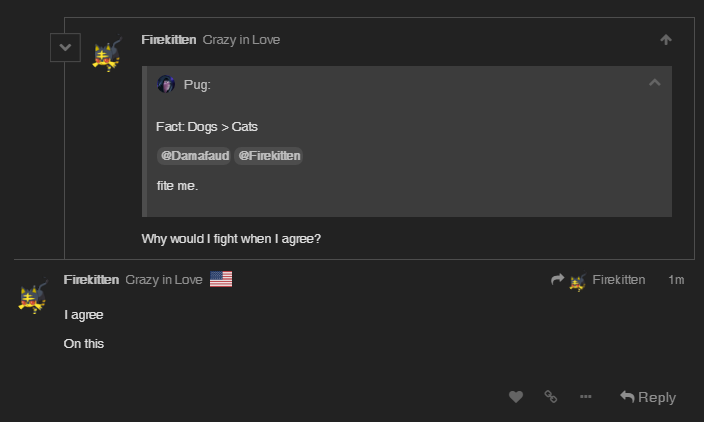 Firekitten Crazy in Love
Pug:
Fact: Dogs > Cats
@Damafaud @Firekitten
fite me.
Why would I fight when I agree?
Firekitten Crazy in Love Firekitten 1m
I agree
On this
Reply